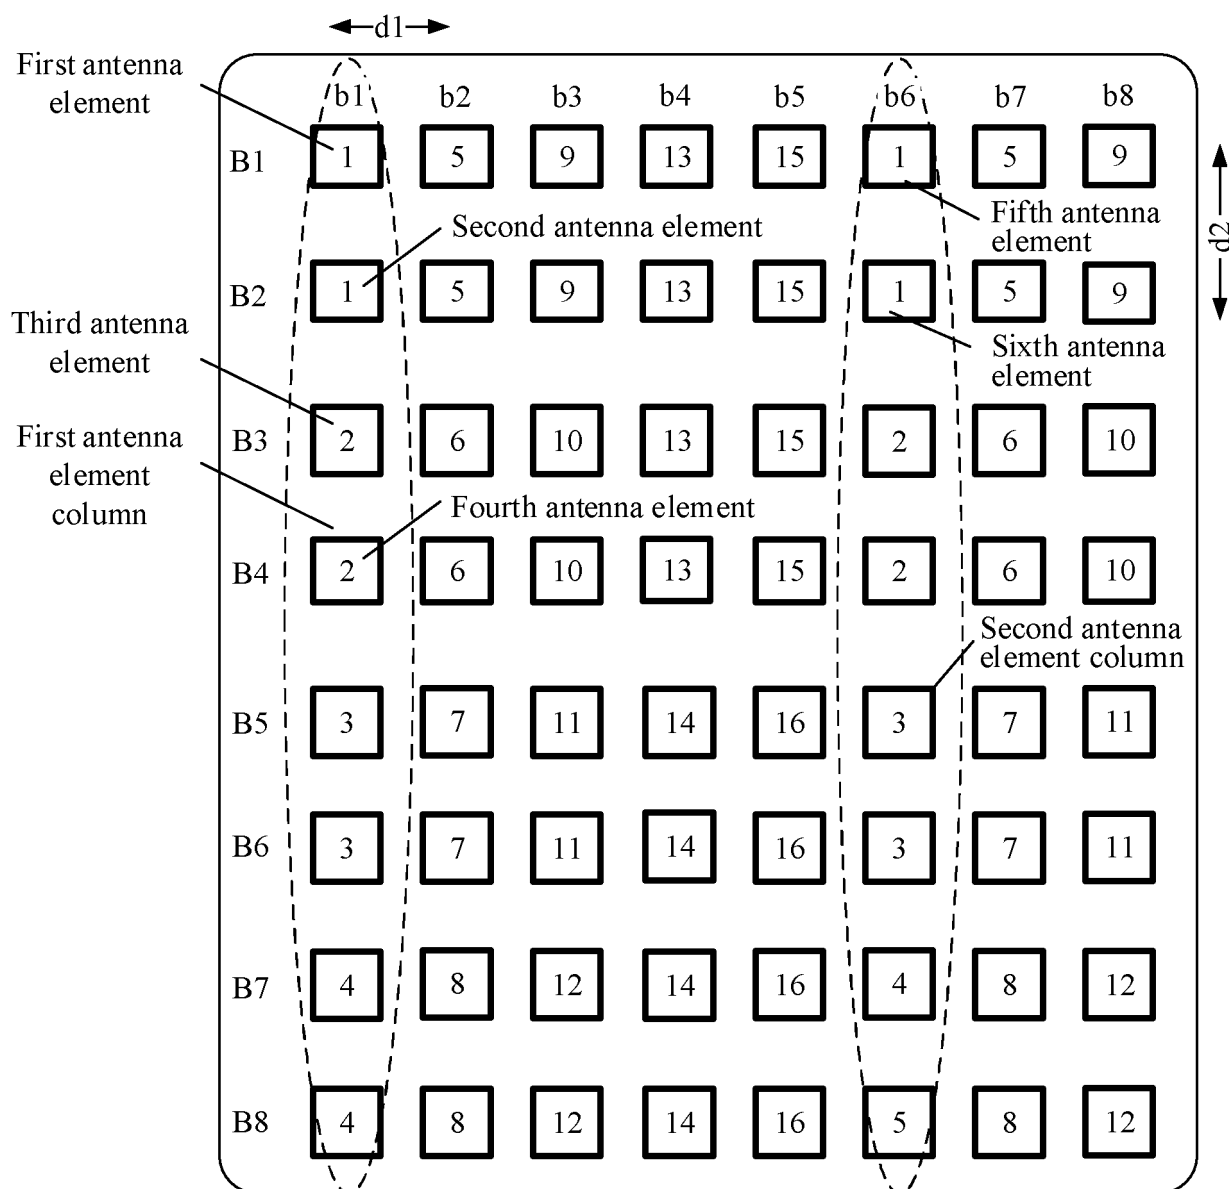 d1
First antenna
element
b1 b2 b3 b4 b5 b6 b7 b8
B1 1 5 9 13 15 1 5 9
Fifth antenna
element
d2
Second antenna element
B2 1 5 9 13 15 1 5 9
Third antenna
element
Sixth antenna
element
B3 2 6 10 13 15 2 6 10
First antenna
element
column
Fourth antenna element
B4 2 6 10 13 15 2 6 10
Second antenna
element column
B5 3 7 11 14 16 3 7 11
B6 3 7 11 14 16 3 7 11
B7 4 8 12 14 16 4 8 12
B8 4 8 12 14 16 5 8 12